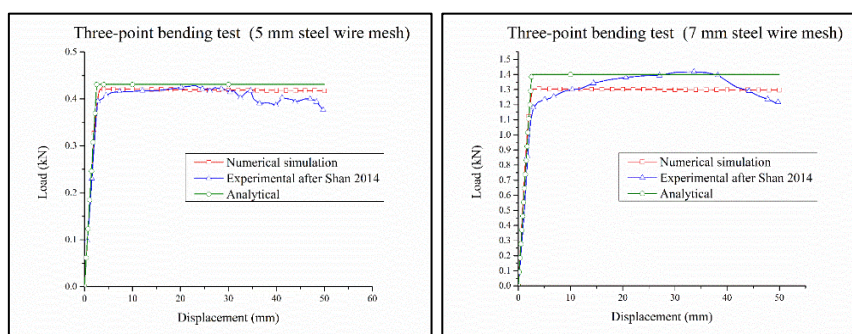 Three-point bending test (5 mm steel wire mesh)
0.5
0.4
0.3
0.2
0.1
0.0
Load (kN)
Numerical simulation
Experimental after Shan 2014
Analytical
0
10
20
30
40
50
60
Displacement (mm)
Three-point bending test (7 mm steel wire mesh)
1.5
1.4
1.3
1.2
1.1
1.0
0.9
0.8
0.7
0.6
0.5
0.4
0.3
0.2
0.1
0.0
Load (kN)
Numerical simulation
Experimental after Shan 2014
Analytical
0
10
20
30
40
50
Displacement (mm)